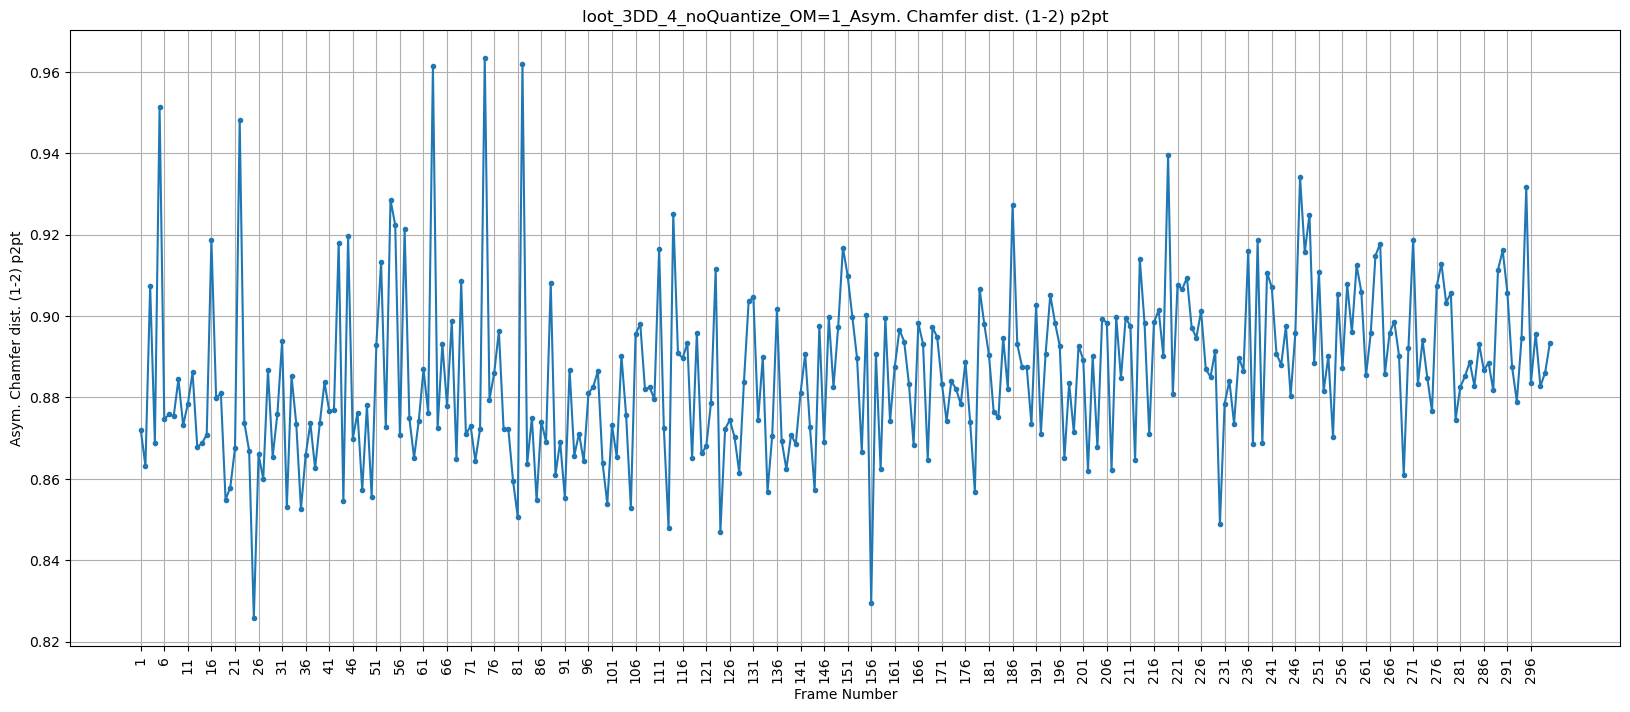 loot_3DD_4_noQuantize_OM=1_Asym. Chamfer dist. (1-2) p2pt
Asym. Chamfer dist. (1-2) p2pt
0.96
0.94
0.92
0.90
0.88
0.86
0.84
0.82
1 6 11 16 21 26 31 36 41 46 51 56 61 66 71 76 81 86 91 96 101 106 111 116 121 126 131 136 141 146 151 156 161 166 171 176 181 186 191 196 201 206 211 216 221 226 231 236 241 246 251 256 261 266 271 276 281 286 291 296
Frame Number